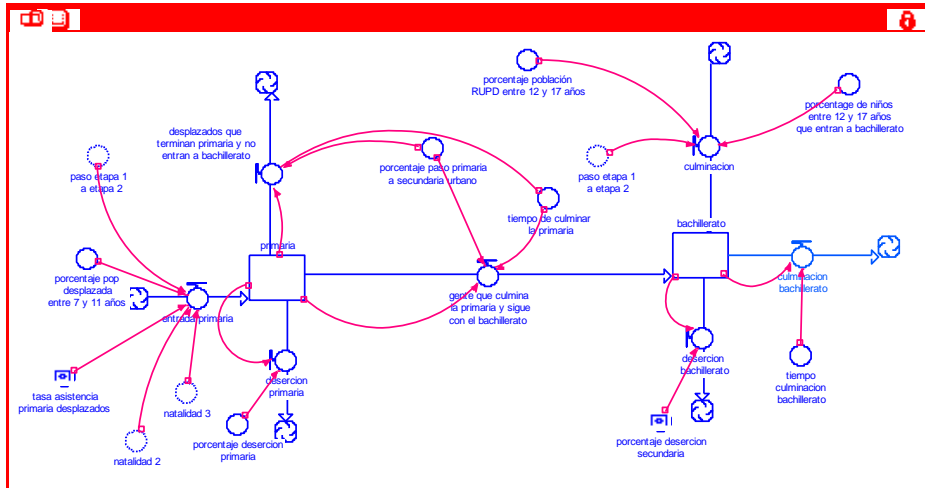 porcentaje población
RUPD entre 12 y 17 años
porcentage de niños
entre 12 y 17 años
que entran a bachillerato
desplazados que
terminan primaria y no
entran a bachillerato
paso etapa 1
a etapa 2
porcentaje paso primaria
a secundaria urbano
paso etapa 1
a etapa 2
culminacion
tiempo de culminar
la primaria
bachillerato
primaria
porcentaje pop
desplazada
entre 7 y 11 años
entrada primaria
gente que culmina
la primaria y sigue
con el bachillerato
culminacion
bachillerato
desercion
primaria
desercion
bachillerato
tiempo
culminacion
bachillerato
tasa asistencia
primaria desplazados
natalidad 3
porcentaje desercion
primaria
porcentaje desercion
secundaria
natalidad 2